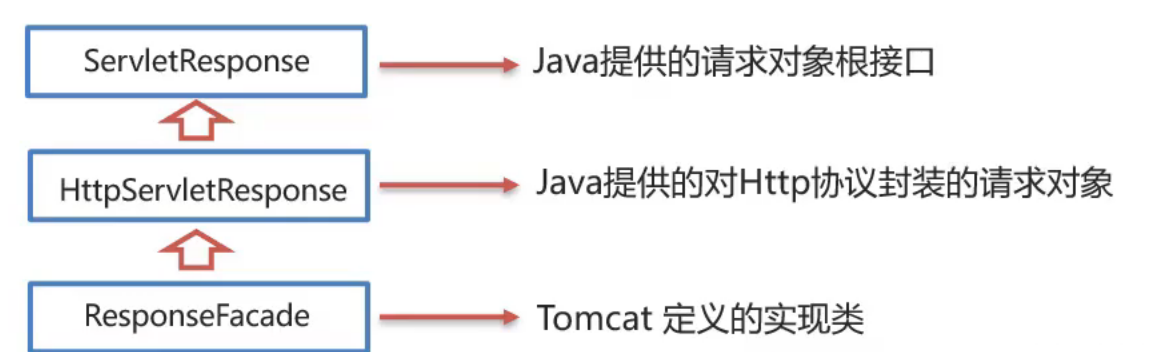 ServletResponse
Java提供的请求对象根接口
HttpServletResponse
Java提供的对Http协议封装的请求对象
ResponseFacade
Tomcat 定义的实现类